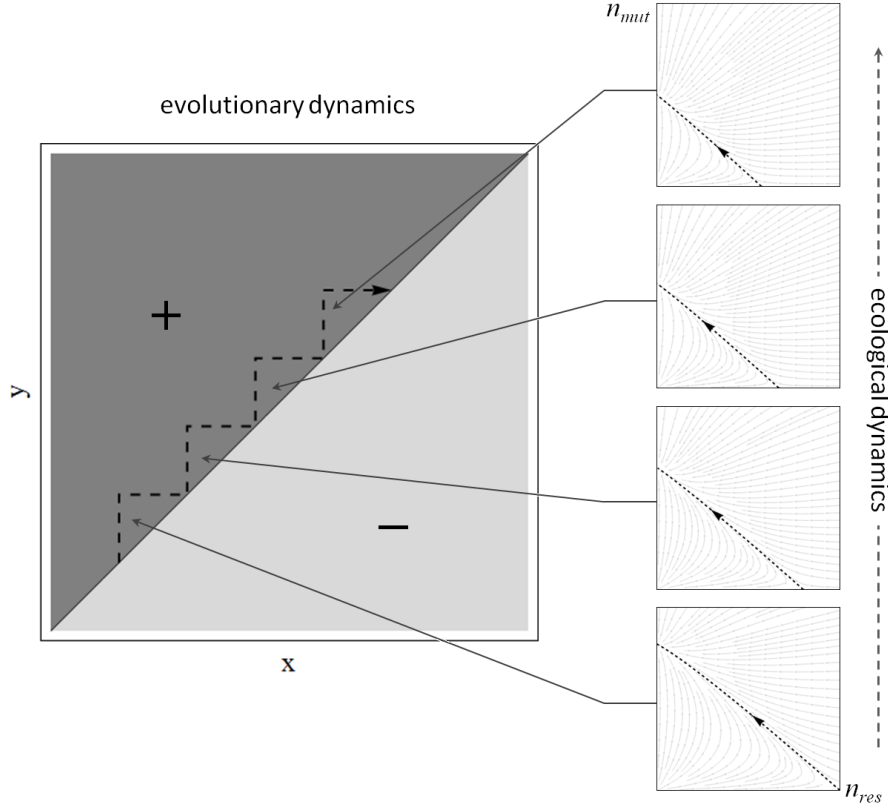 n_mut
evolutionary dynamics
+
y
−
x
ecological dynamics
n_res